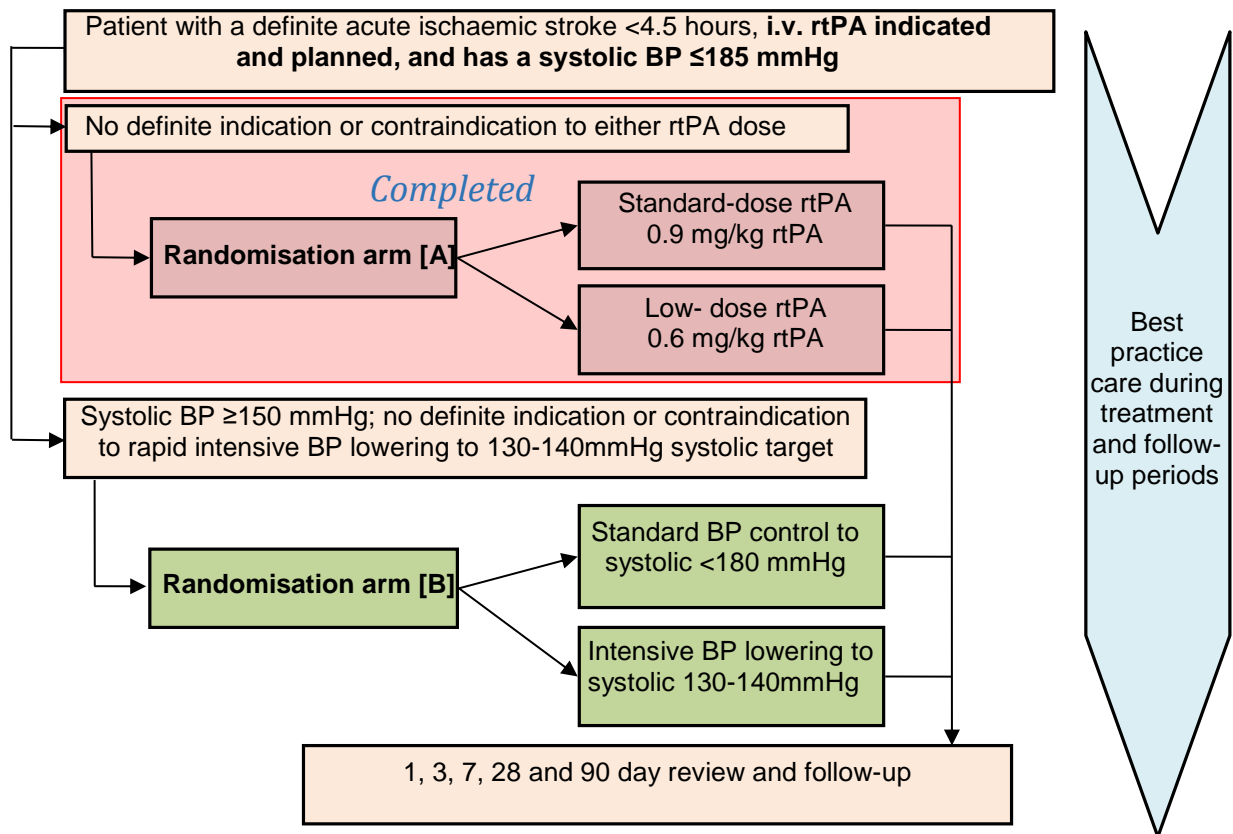 Patient with a definite acute ischaemic stroke <4.5 hours, i.v. rtPA indicated
and planned, and has a systolic BP ≤185 mmHg
No definite indication or contraindication to either rtPA dose
Completed
Randomisation arm [A]
Standard-dose rtPA
0.9 mg/kg rtPA
Low- dose rtPA
0.6 mg/kg rtPA
Systolic BP ≥150 mmHg; no definite indication or contraindication
to rapid intensive BP lowering to 130-140mmHg systolic target
Randomisation arm [B]
Standard BP control to
systolic <180 mmHg
Intensive BP lowering to
systolic 130-140mmHg
1, 3, 7, 28 and 90 day review and follow-up
Best
practice
care during
treatment
and follow-
up periods